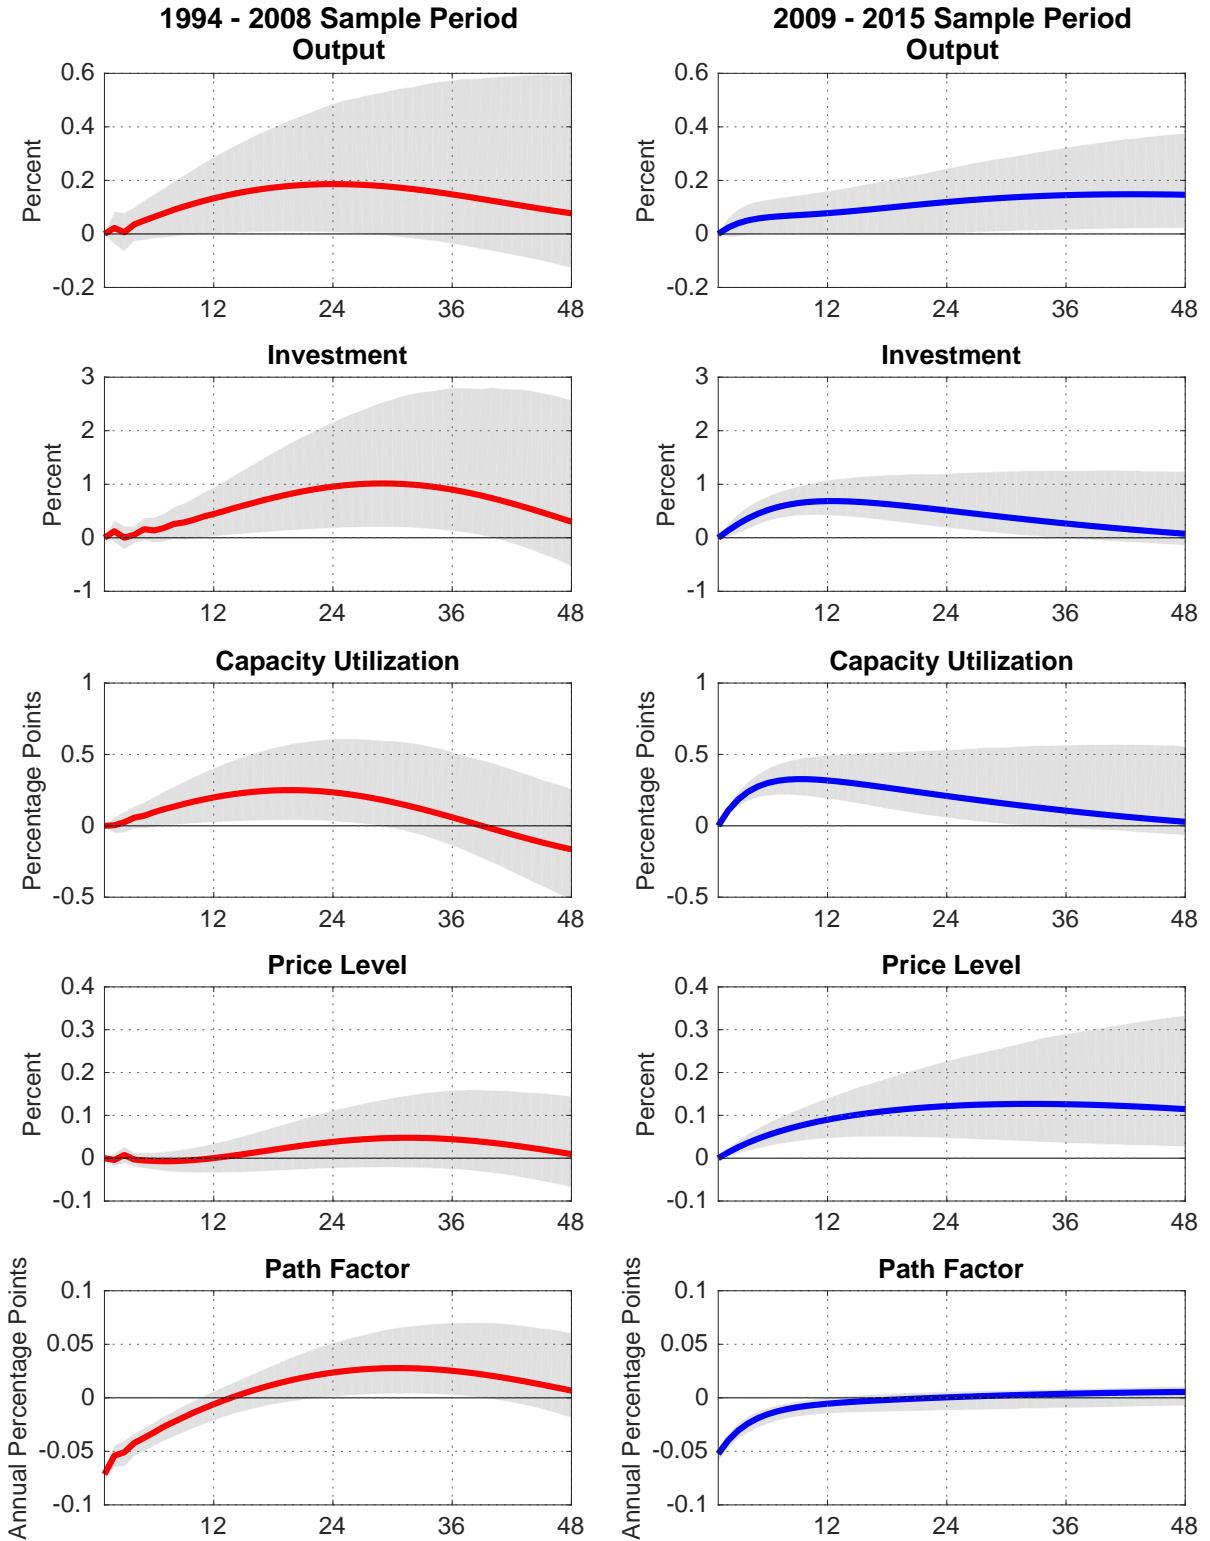 1994 - 2008 Sample Period
Output
Percent
0.6
0.4
0.2
0
-0.2
12 24 36 48
2009 - 2015 Sample Period
Output
Percent
0.6
0.4
0.2
0
-0.2
12 24 36 48
Investment
Percent
3
2
1
0
-1
12 24 36 48
Investment
Percent
3
2
1
0
-1
12 24 36 48
Capacity Utilization
Percentage Points
1
0.5
0
-0.5
12 24 36 48
Capacity Utilization
Percentage Points
1
0.5
0
-0.5
12 24 36 48
Price Level
Percent
0.4
0.3
0.2
0.1
0
-0.1
12 24 36 48
Price Level
Percent
0.4
0.3
0.2
0.1
0
-0.1
12 24 36 48
Path Factor
Annual Percentage Points
0.1
0.05
0
-0.05
-0.1
12 24 36 48
Path Factor
Annual Percentage Points
0.1
0.05
0
-0.05
-0.1
12 24 36 48